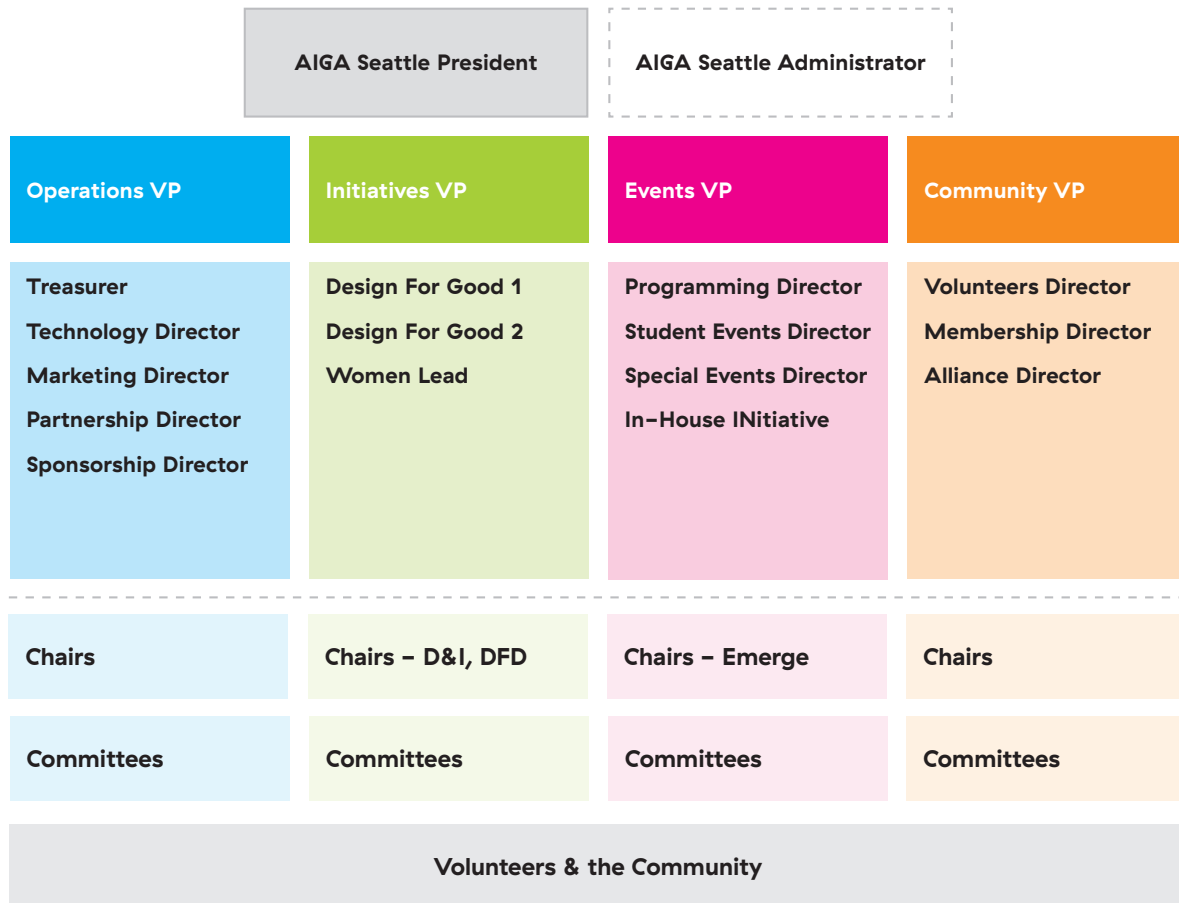 AIGA Seattle President
AIGA Seattle Administrator
Operations VP
Initiatives VP
Events VP
Community VP
Treasurer
Technology Director
Marketing Director
Partnership Director
Sponsorship Director
Design For Good 1
Design For Good 2
Women Lead
Programming Director
Student Events Director
Special Events Director
In-House INitiative
Volunteers Director
Membership Director
Alliance Director
Chairs
Chairs - D&I, DFD
Chairs - Emerge
Chairs
Committees
Committees
Committees
Committees
Volunteers & the Community